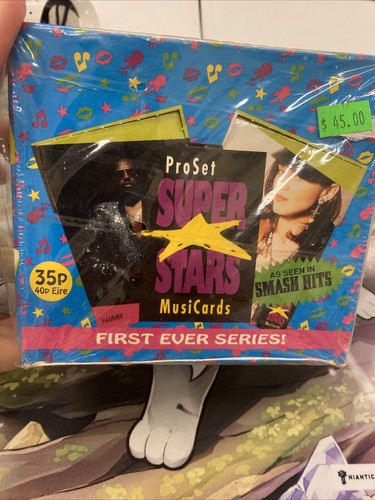 $ 45.00
ProSet
SUPER
STARS
MusiCards
35P
40p Eire
AS SEEN IN
SMASH HITS
HAMMER
FIRST EVER SERIES!
NIANTIC